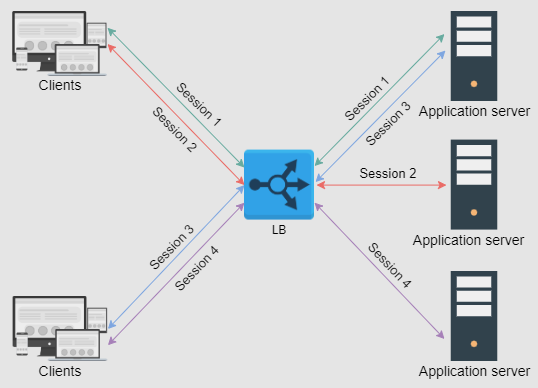 Clients
Session 1
Session 2
Session 1
Session 3
Application server
Session 2
LB
Application server
Session 3
Session 4
Session 4
Clients
Application server